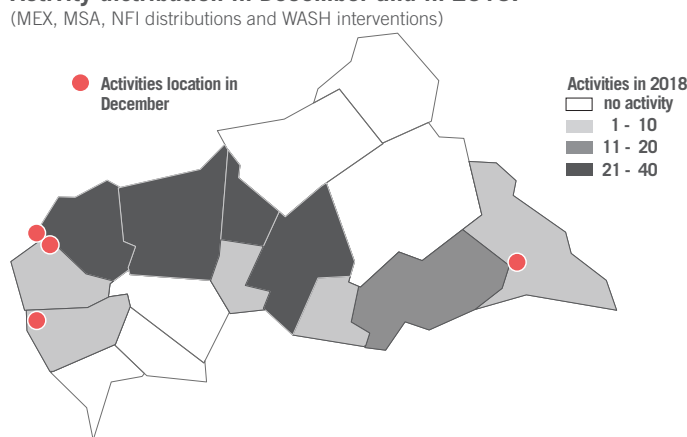 (MEX, MSA, NFI distributions and WASH interventions)
Activities location in
December
Activities in 2018
no activity
1 - 10
11 - 20
21 - 40